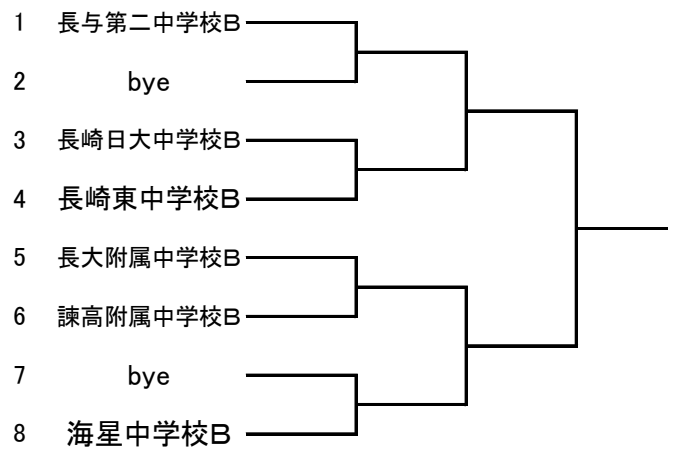 1 長与第二中学校B
2 bye
3 長崎日大中学校B
4 長崎東中学校B
5 長大附属中学校B
6 諫高附属中学校B
7 bye
8 海星中学校B